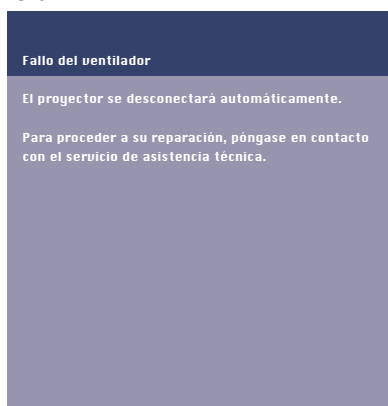 Fallo del ventilador
El proyector se desconectará automáticamente.
Para proceder a su reparación, póngase en contacto
con el servicio de asistencia técnica.